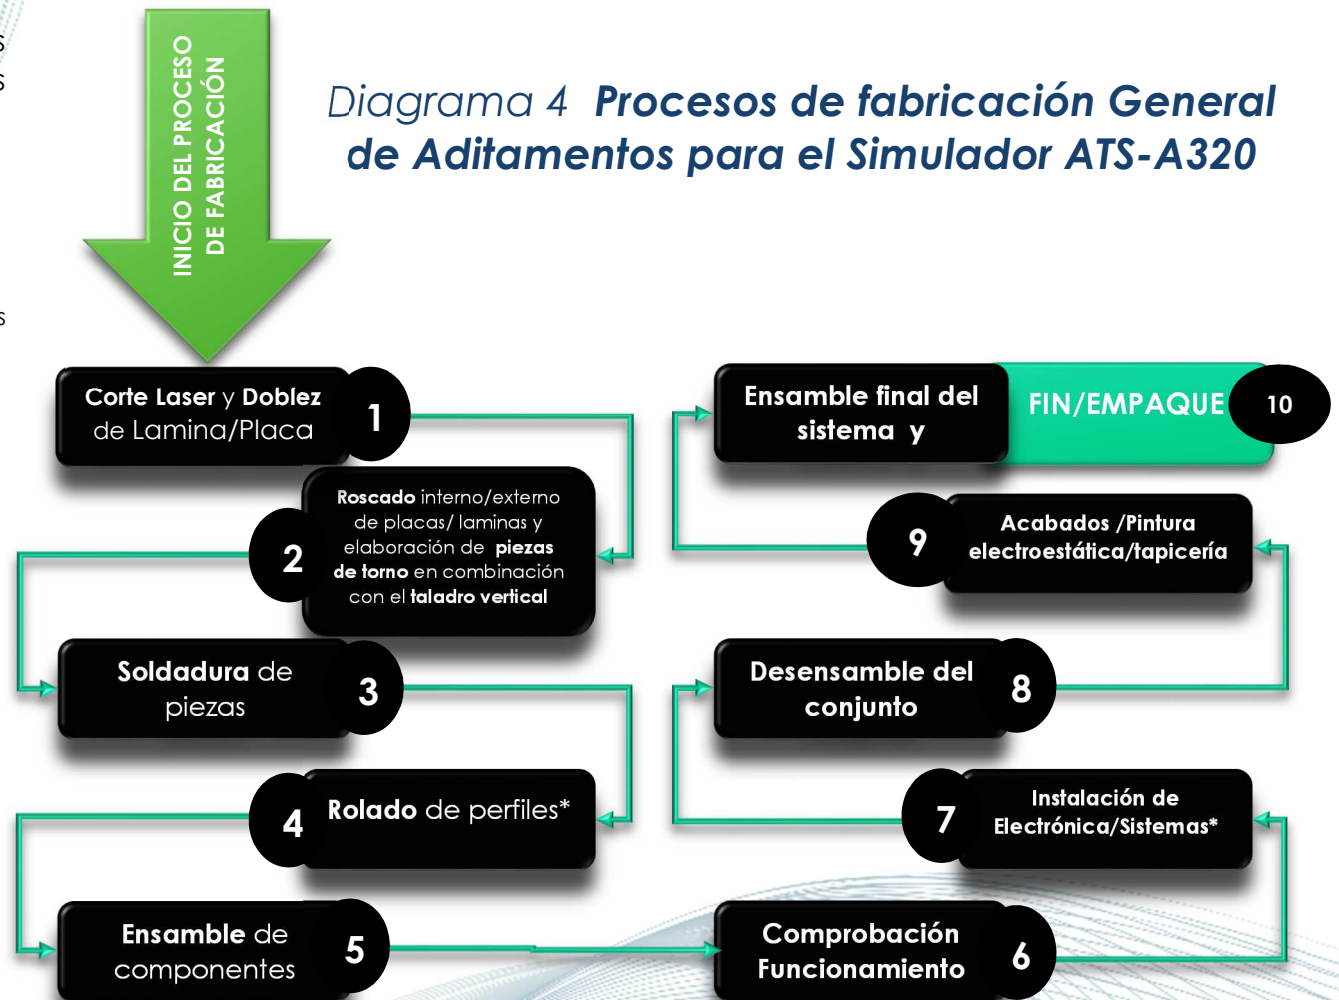 INICIO DEL PROCESO
DE FABRICACIÓN
Diagrama 4 Procesos de fabricación General
de Aditamentos para el Simulador ATS-A320
Corte Laser y Doblez
de Lamina/Placa
1
Roscado interno/externo
de placas/ laminas y
elaboración de piezas
de torno en combinación
con el taladro vertical
2
Soldadura de
piezas
3
Rolado de perfiles*
4
Ensamble de
componentes
5
Comprobación
Funcionamiento
6
Instalación de
Electrónica/Sistemas*
7
Desensamble del
conjunto
8
Acabados /Pintura
electroestática/tapicería
9
Ensamble final del
sistema y
FIN/EMPAQUE
10
s
s
s